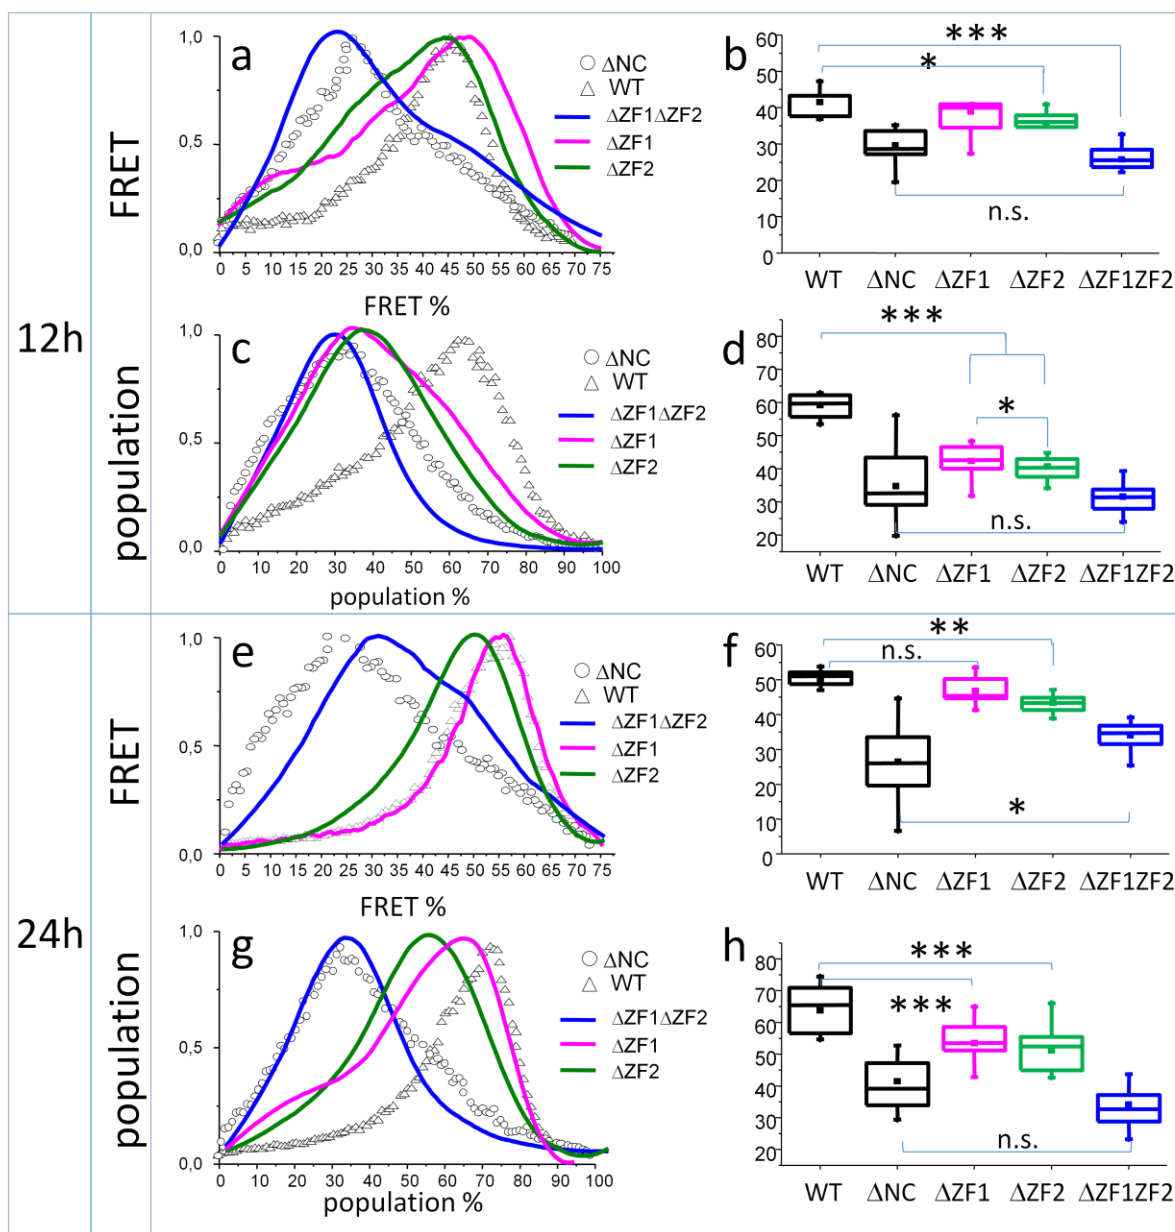 12h
FRET
a
1,0
0,5
0,0
0 5 10 15 20 25 30 35 40 45 50 55 60 65 70 75
FRET %
ΔNC
WT
ΔZF1ΔZF2
ΔZF1
ΔZF2
b
60
50
40
30
20
10
0
***
*
n.s.
WT ΔNC ΔZF1 ΔZF2 ΔZF1ZF2
population
c
1,0
0,5
0,0
0 10 20 30 40 50 60 70 80 90 100
population %
ΔNC
WT
ΔZF1ΔZF2
ΔZF1
ΔZF2
d
80
70
60
50
40
30
20
***
*
n.s.
WT ΔNC ΔZF1 ΔZF2 ΔZF1ZF2
24h
FRET
e
1,0
0,5
0,0
0 5 10 15 20 25 30 35 40 45 50 55 60 65 70 75
FRET %
ΔNC
WT
ΔZF1ΔZF2
ΔZF1
ΔZF2
f
60
50
40
30
20
10
0
**
n.s.
*
WT ΔNC ΔZF1 ΔZF2 ΔZF1ZF2
population
g
1,0
0,5
0,0
0 10 20 30 40 50 60 70 80 90 100
population %
ΔNC
WT
ΔZF1ΔZF2
ΔZF1
ΔZF2
h
80
70
60
50
40
30
20
***
***
n.s.
WT ΔNC ΔZF1 ΔZF2 ΔZF1ZF2